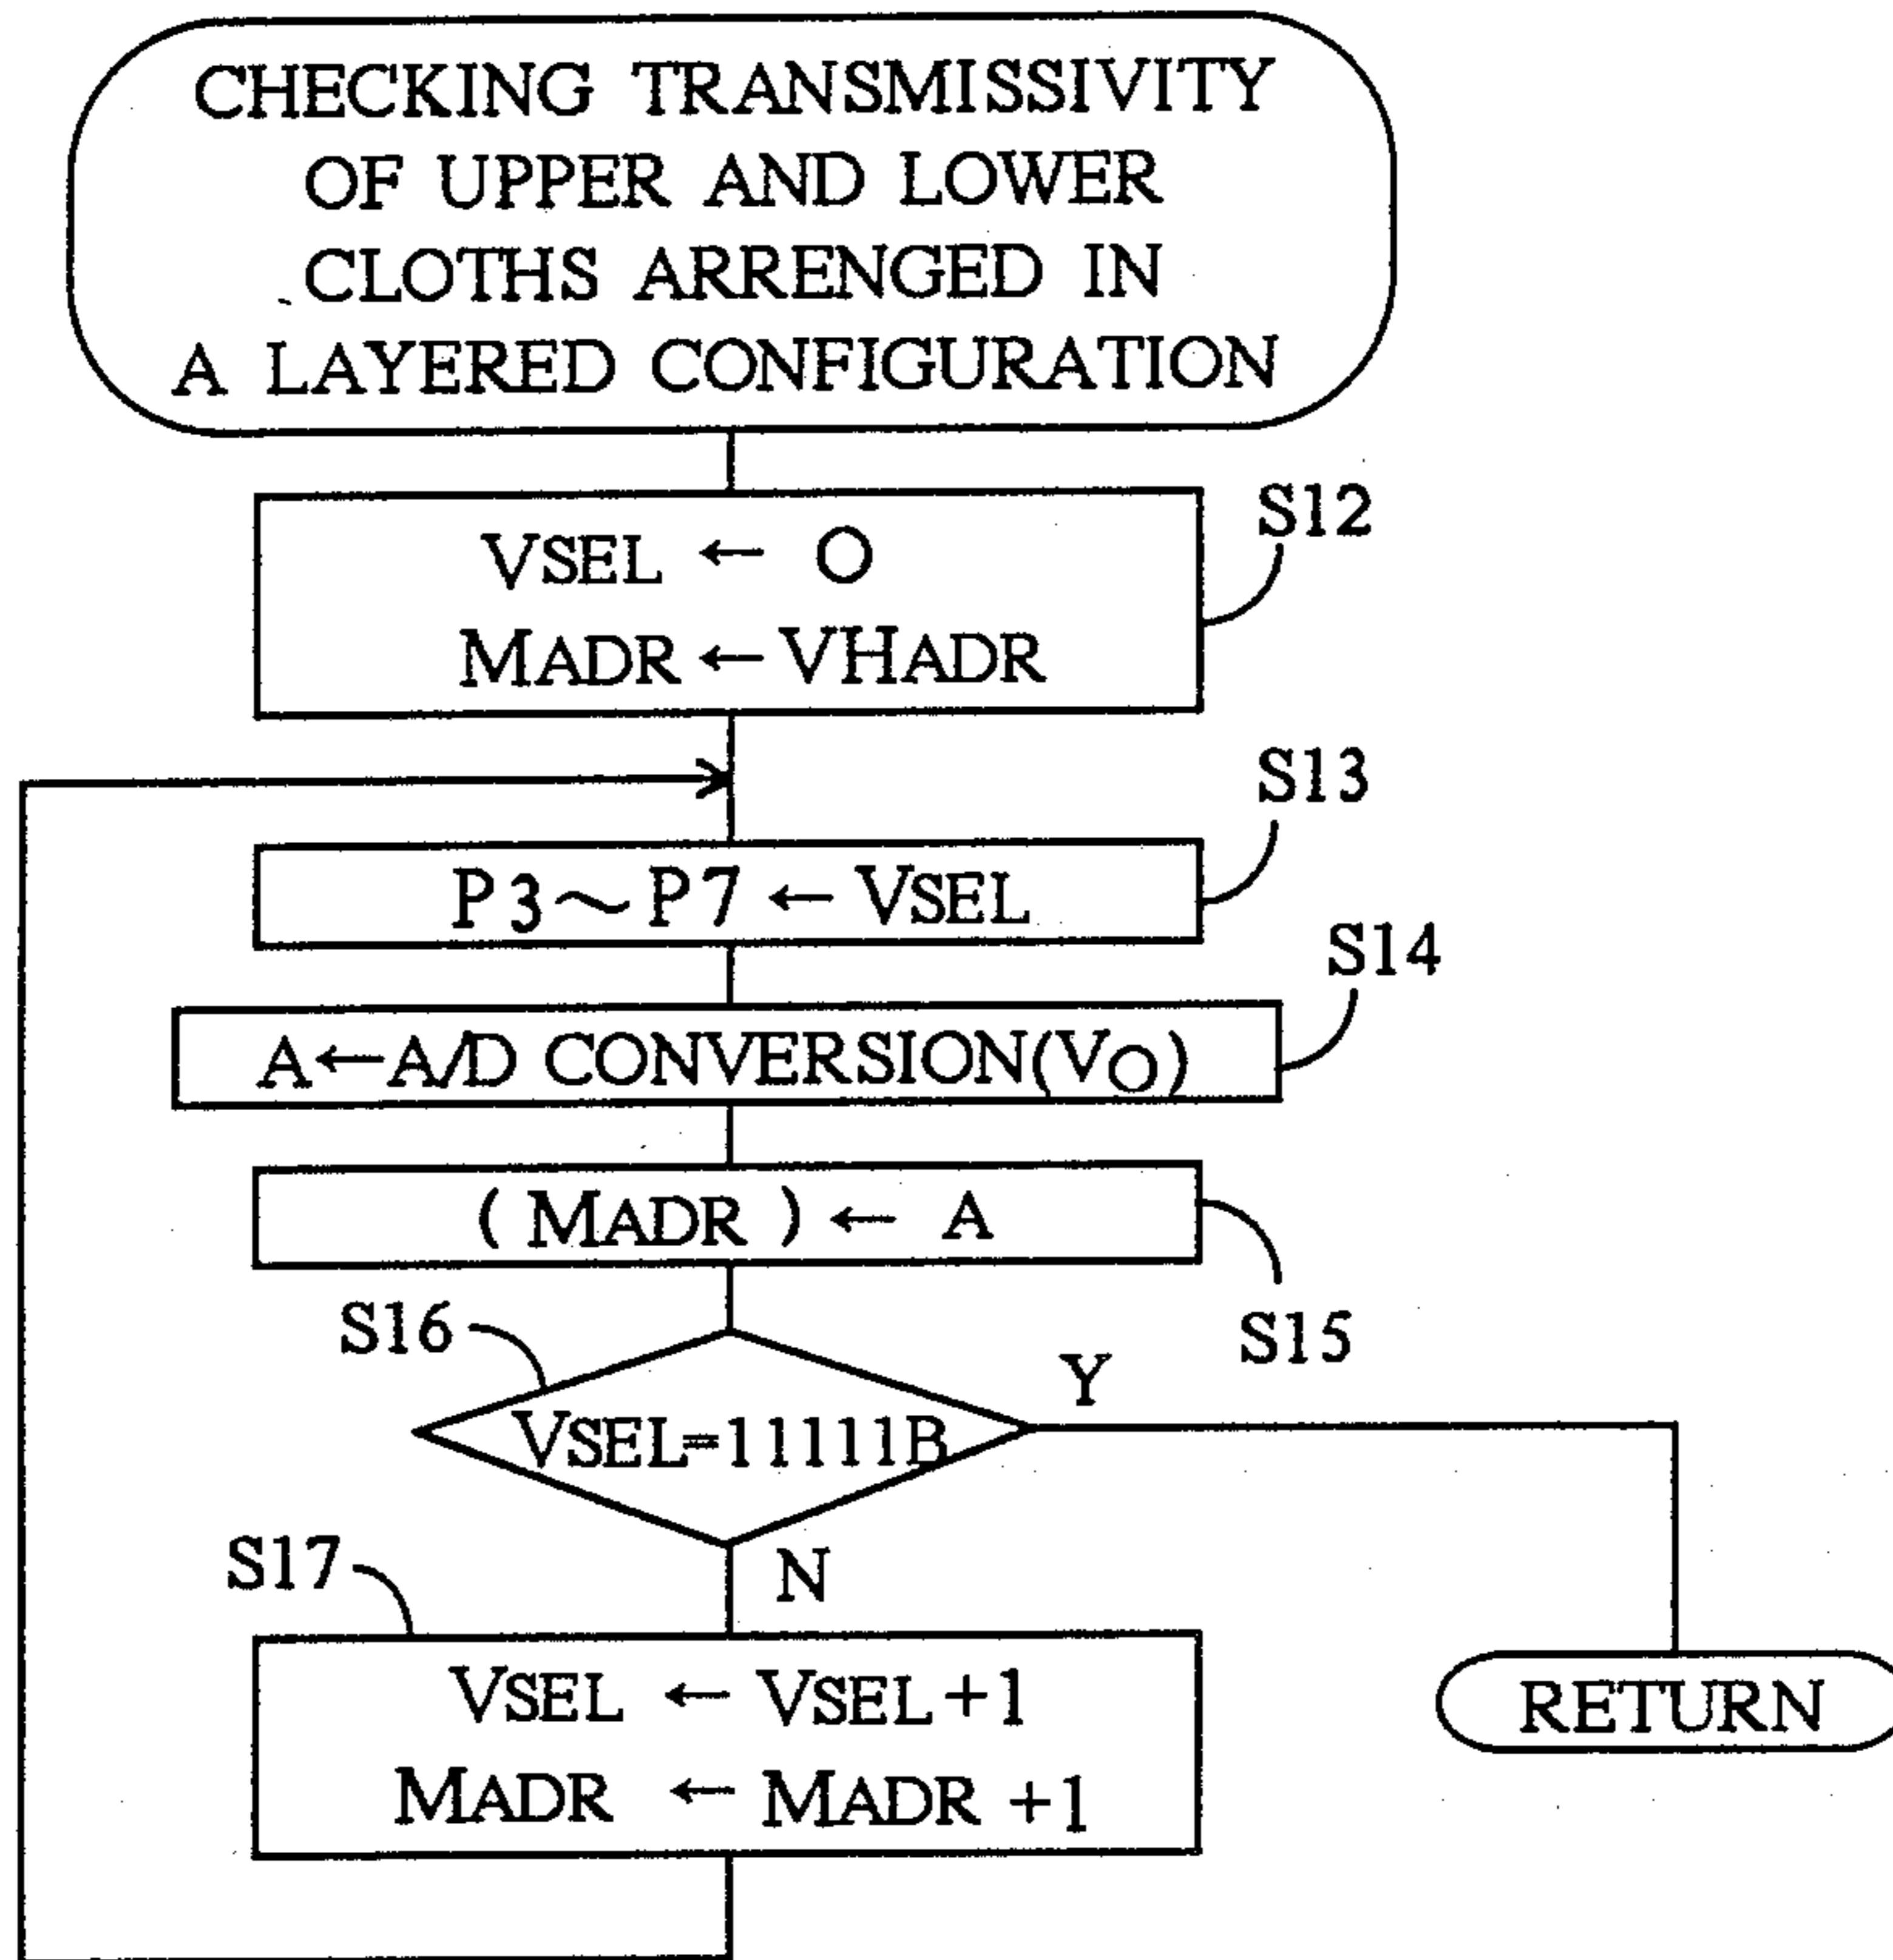 CHECKING TRANSMISSIVITY
OF UPPER AND LOWER
CLOTHS ARRENGED IN
A LAYERED CONFIGURATION
S12
VSEL ← O
MADR ← VHADR
S13
P3~P7 ← VSEL
S14
A←A/D CONVERSION(VO)
(MADR) ← A
S15
S16
Y
VSEL=11111B
N
S17
VSEL ← VSEL+1
MADR ← MADR +1
RETURN